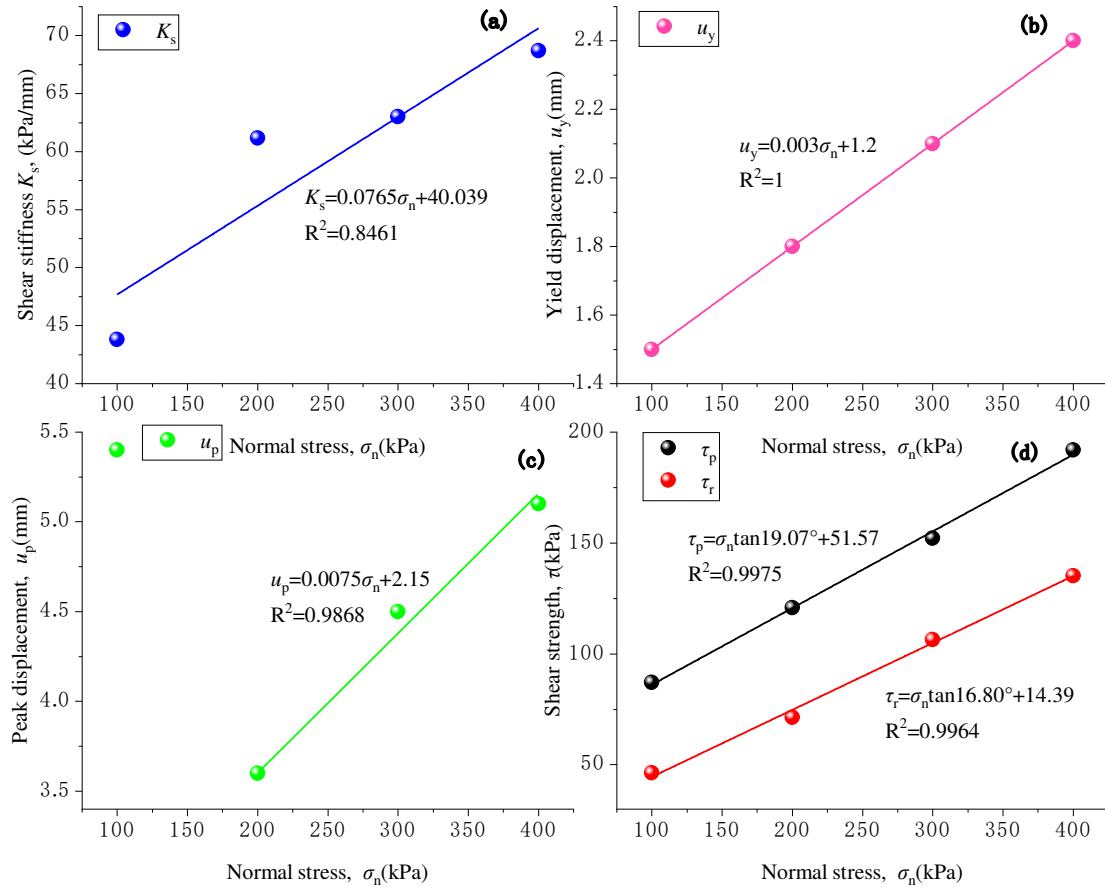 Kₛ
(a)
Shear stiffness Kₛ, (kPa/mm)
70
65
60
55
50
45
40
Kₛ=0.0765σₙ+40.039
R²=0.8461
100 150 200 250 300 350 400
Normal stress, σₙ(kPa)
u_y
(b)
Yield displacement, u_y(mm)
2.4
2.2
2.0
1.8
1.6
1.4
u_y=0.003σₙ+1.2
R²=1
100 150 200 250 300 350 400
Normal stress, σₙ(kPa)
uₚ
(c)
Peak displacement, uₚ(mm)
5.5
5.0
4.5
4.0
3.5
uₚ=0.0075σₙ+2.15
R²=0.9868
100 150 200 250 300 350 400
Normal stress, σₙ(kPa)
τₚ
τᵣ
(d)
Shear strength, τ(kPa)
200
150
100
50
τₚ=σₙtan19.07°+51.57
R²=0.9975
τᵣ=σₙtan16.80°+14.39
R²=0.9964
100 150 200 250 300 350 400
Normal stress, σₙ(kPa)